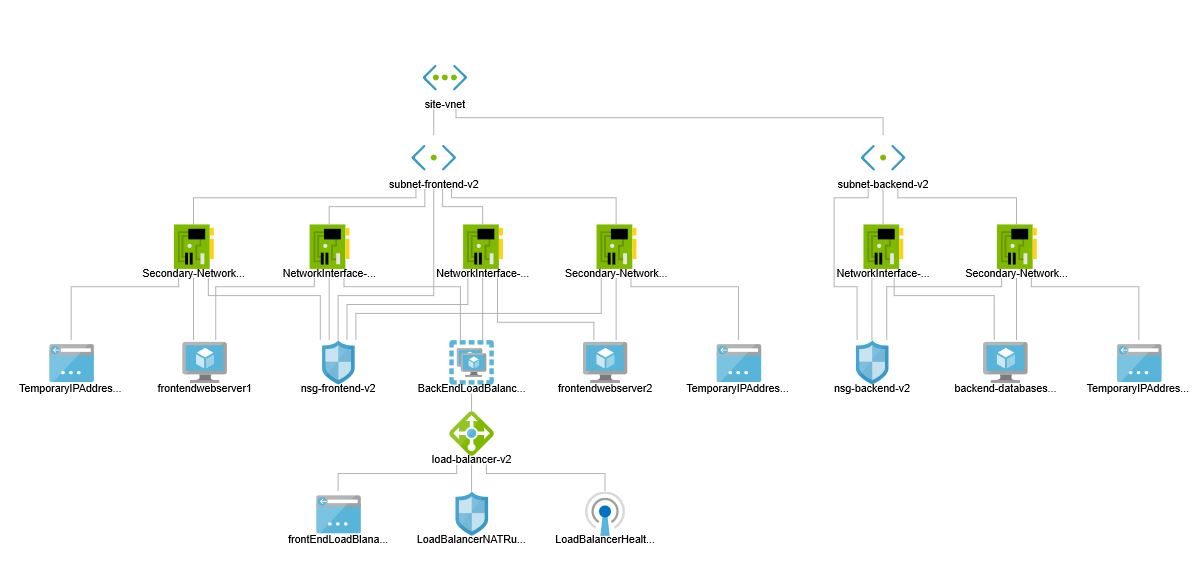 site-vnet
subnet-frontend-v2
subnet-backend-v2
Secondary-Network...
NetworkInterface-...
NetworkInterface-...
Secondary-Network...
NetworkInterface-...
Secondary-Network...
TemporaryIPAddres...
frontendwebserver1
nsg-frontend-v2
BackEndLoadBalanc...
frontendwebserver2
TemporaryIPAddres...
nsg-backend-v2
backend-databases...
TemporaryIPAddres...
load-balancer-v2
frontEndLoadBlana...
LoadBalancerNATRu...
LoadBalancerHealt...